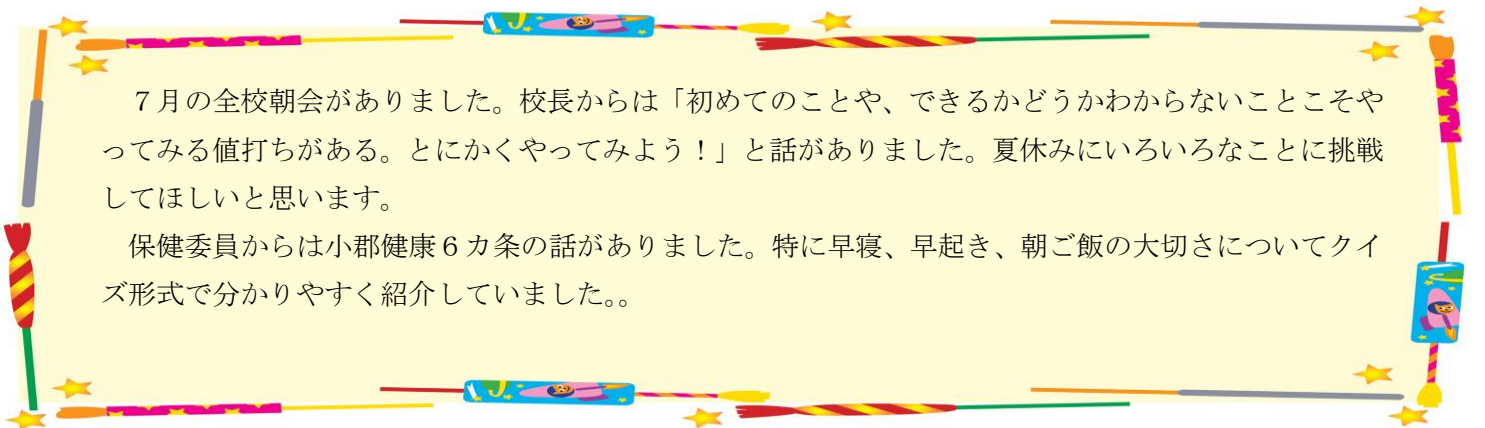 ７月の全校朝会がありました。校長からは「初めてのことや、できるかどうかわからないことこそや
ってみる値打ちがある。とにかくやってみよう！」と話がありました。夏休みにいろいろなことに挑戦
してほしいと思います。
　保健委員からは小郡健康６カ条の話がありました。特に早寝、早起き、朝ご飯の大切さについてクイ
ズ形式で分かりやすく紹介していました。。